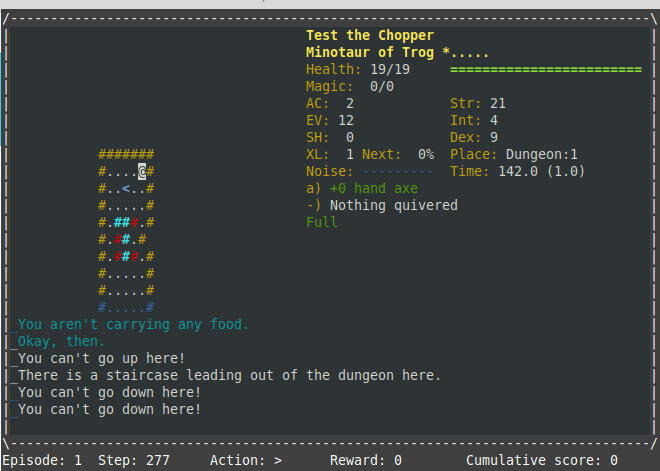 Test the Chopper
Minotaur of Trog *.....
Health: 19/19 ========================
Magic: 0/0
AC: 2 Str: 21
EV: 12 Int: 4
SH: 0 Dex: 9
XL: 1 Next: 0% Place: Dungeon:1
Noise: --------- Time: 142.0 (1.0)
a) +0 hand axe
-) Nothing quivered
Full
#######
#....@#
#..<..#
#.....#
#.###.#
#.##.#
#.###.#
#.....#
#.....#
#.....#
_You aren't carrying any food.
_Okay, then.
_You can't go up here!
_There is a staircase leading out of the dungeon here.
_You can't go down here!
_You can't go down here!
Episode: 1 Step: 277 Action: > Reward: 0 Cumulative score: 0